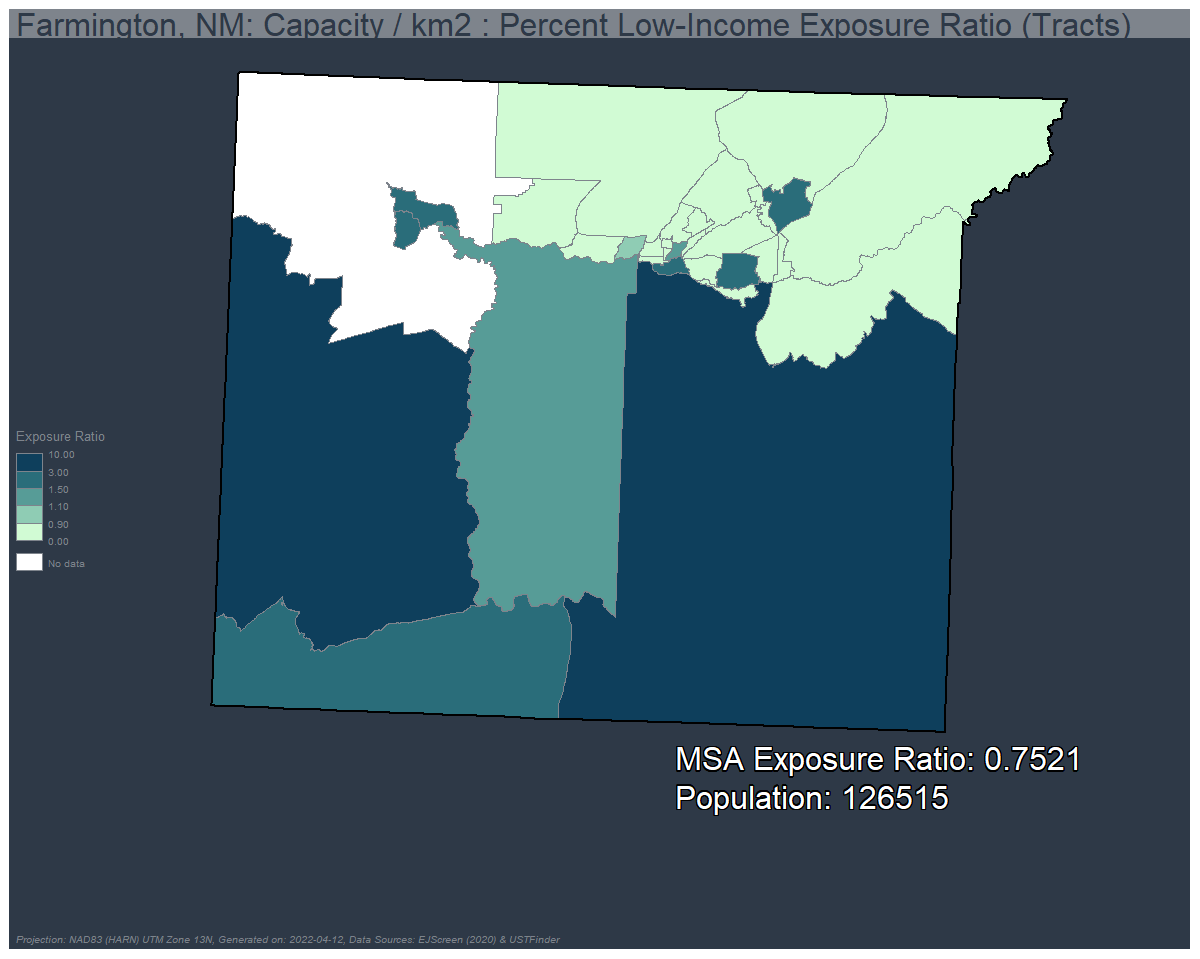 Farmington, NM: Capacity / km2 : Percent Low-Income Exposure Ratio (Tracts)
Exposure Ratio
10.00
3.00
1.50
1.10
0.90
0.00
No data
MSA Exposure Ratio: 0.7521
Population: 126515
Projection: NAD83 (HARN) UTM Zone 13N, Generated on: 2022-04-12, Data Sources: EJScreen (2020) & USTFinder